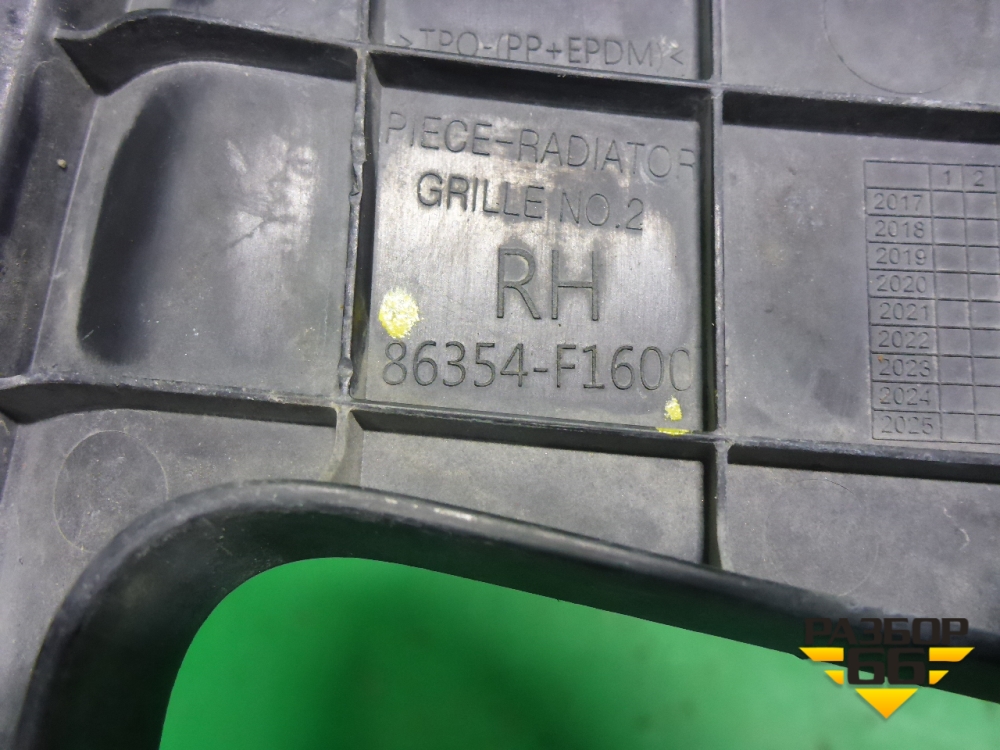 >TPO-(PP+EPDM)<
PIECE-RADIATOR
GRILLE NO.2
RH
86354-F1600
1 2
2017
2018
2019
2020
2021
2022
2023
2024
2025
РАЗБОР
66